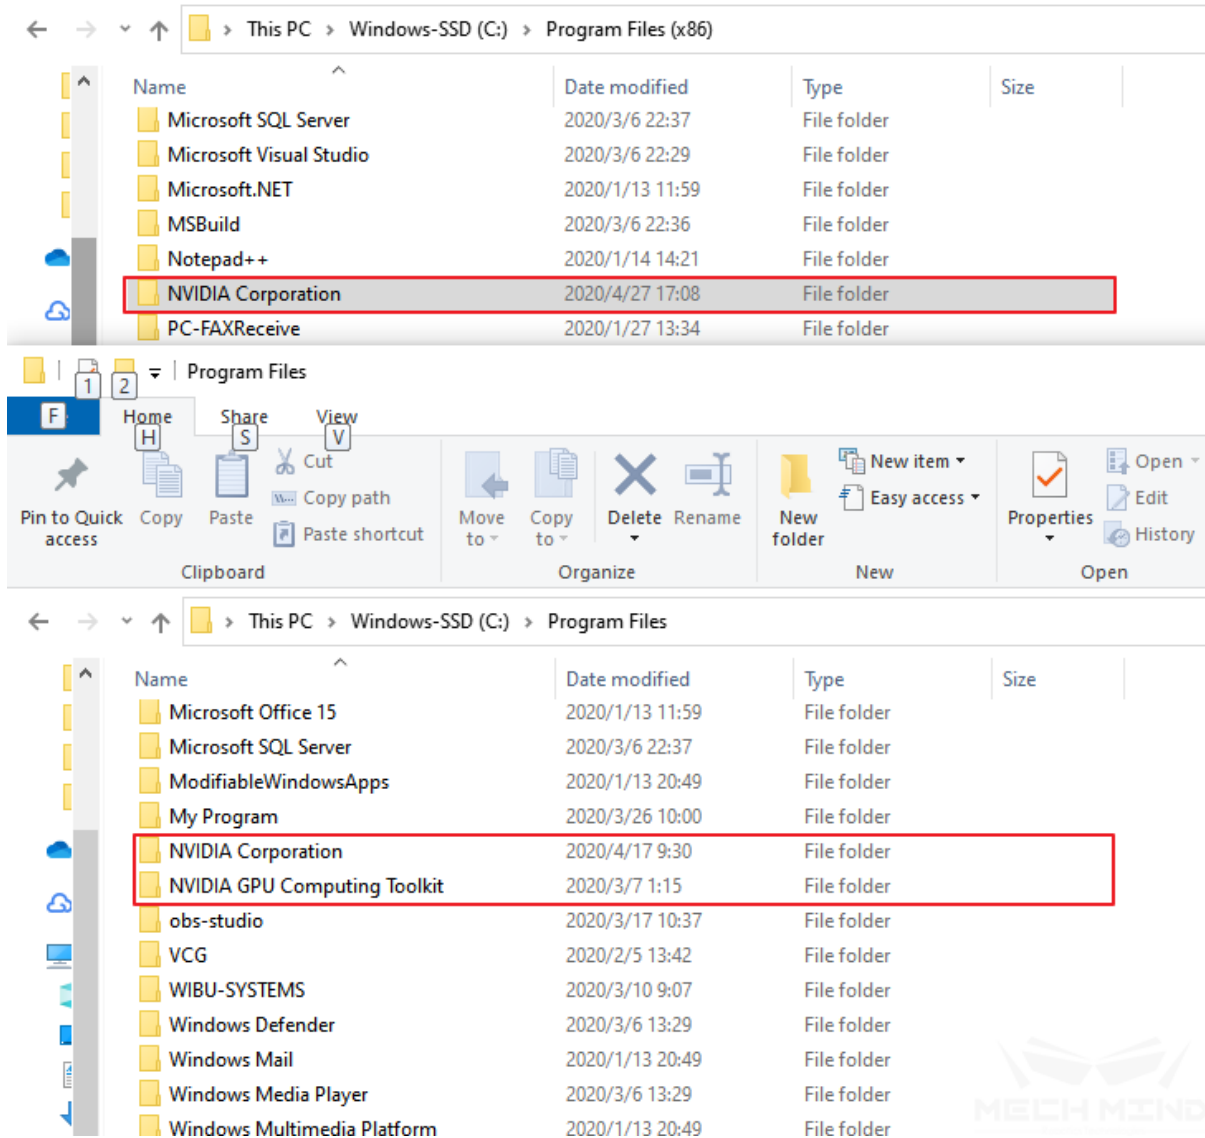 This PC > Windows-SSD (C:) > Program Files (x86)
Name Date modified Type Size
Microsoft SQL Server 2020/3/6 22:37 File folder
Microsoft Visual Studio 2020/3/6 22:29 File folder
Microsoft.NET 2020/1/13 11:59 File folder
MSBuild 2020/3/6 22:36 File folder
Notepad++ 2020/1/14 14:21 File folder
NVIDIA Corporation 2020/4/27 17:08 File folder
PC-FAXReceive 2020/1/27 13:34 File folder
1 2 Program Files
F Home Share View
H S V
Cut
Copy path
Paste shortcut
Pin to Quick access
Copy
Paste
Move to
Copy to
Delete
Rename
New folder
New item
Easy access
Properties
Open
Edit
History
Clipboard Organize New Open
This PC > Windows-SSD (C:) > Program Files
Name Date modified Type Size
Microsoft Office 15 2020/1/13 11:59 File folder
Microsoft SQL Server 2020/3/6 22:37 File folder
ModifiableWindowsApps 2020/1/13 20:49 File folder
My Program 2020/3/26 10:00 File folder
NVIDIA Corporation 2020/4/17 9:30 File folder
NVIDIA GPU Computing Toolkit 2020/3/7 1:15 File folder
obs-studio 2020/3/17 10:37 File folder
VCG 2020/2/5 13:42 File folder
WIBU-SYSTEMS 2020/3/10 9:07 File folder
Windows Defender 2020/3/6 13:29 File folder
Windows Mail 2020/1/13 20:49 File folder
Windows Media Player 2020/3/6 13:29 File folder
Windows Multimedia Platform 2020/1/13 20:49 File folder
MECH MIND